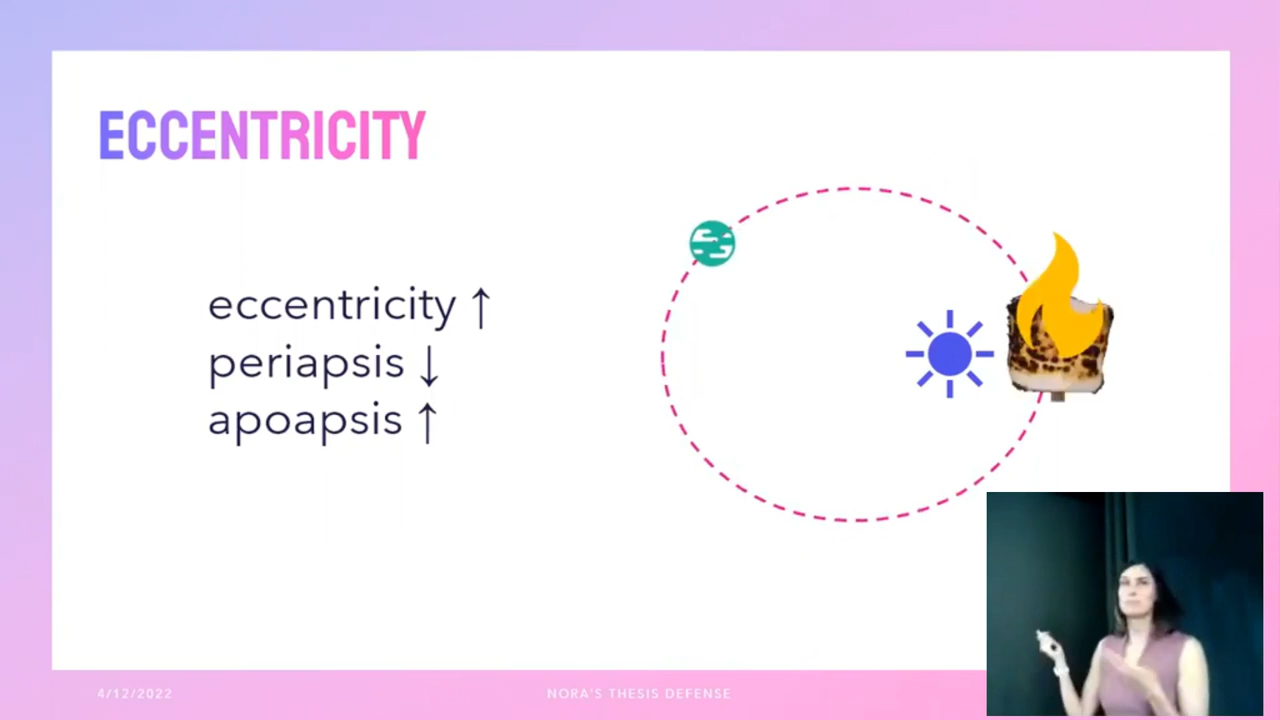 ECCENTRICITY
eccentricity ↑
periapsis ↓
apoapsis ↑
4/12/2022
NORA'S THESIS DEFENSE